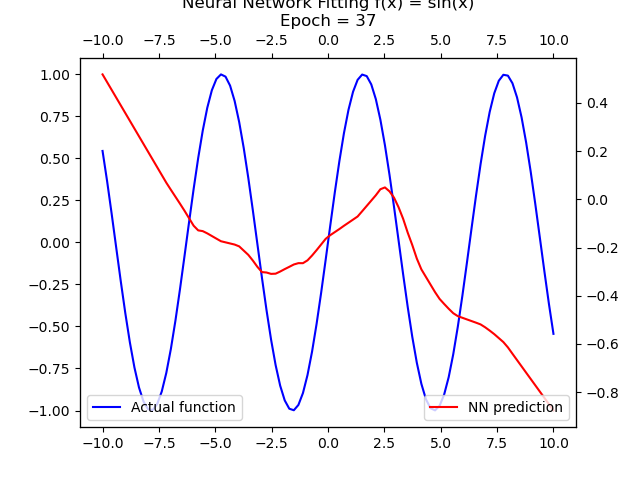 Neural Network Fitting f(x) = sin(x)
Epoch = 37
−10.0 −7.5 −5.0 −2.5 0.0 2.5 5.0 7.5 10.0
1.00
0.75
0.50
0.25
0.00
−0.25
−0.50
−0.75
−1.00
0.4
0.2
0.0
−0.2
−0.4
−0.6
−0.8
Actual function
NN prediction
−10.0 −7.5 −5.0 −2.5 0.0 2.5 5.0 7.5 10.0